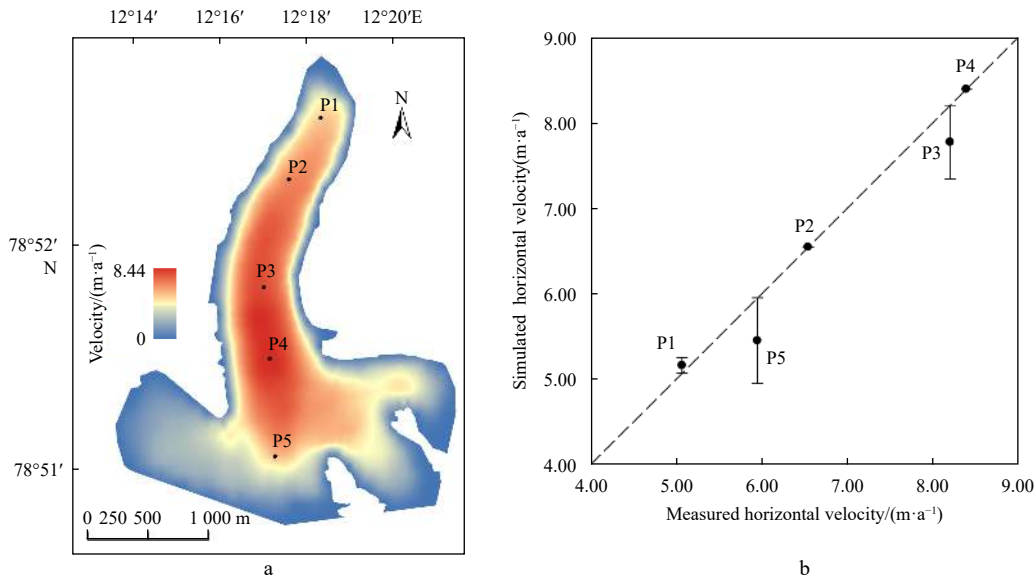 12°14′ 12°16′ 12°18′ 12°20′E
a
N
P1
P2
78°52′
N
Velocity/(m·a⁻¹)
8.44
0
P3
P4
P5
78°51′
0 250 500 1 000 m
a
b
9.00
8.00
7.00
6.00
5.00
4.00
Simulated horizontal velocity(m·a⁻¹)
P4
P3
P2
P1
P5
4.00 5.00 6.00 7.00 8.00 9.00
Measured horizontal velocity/(m·a⁻¹)
b